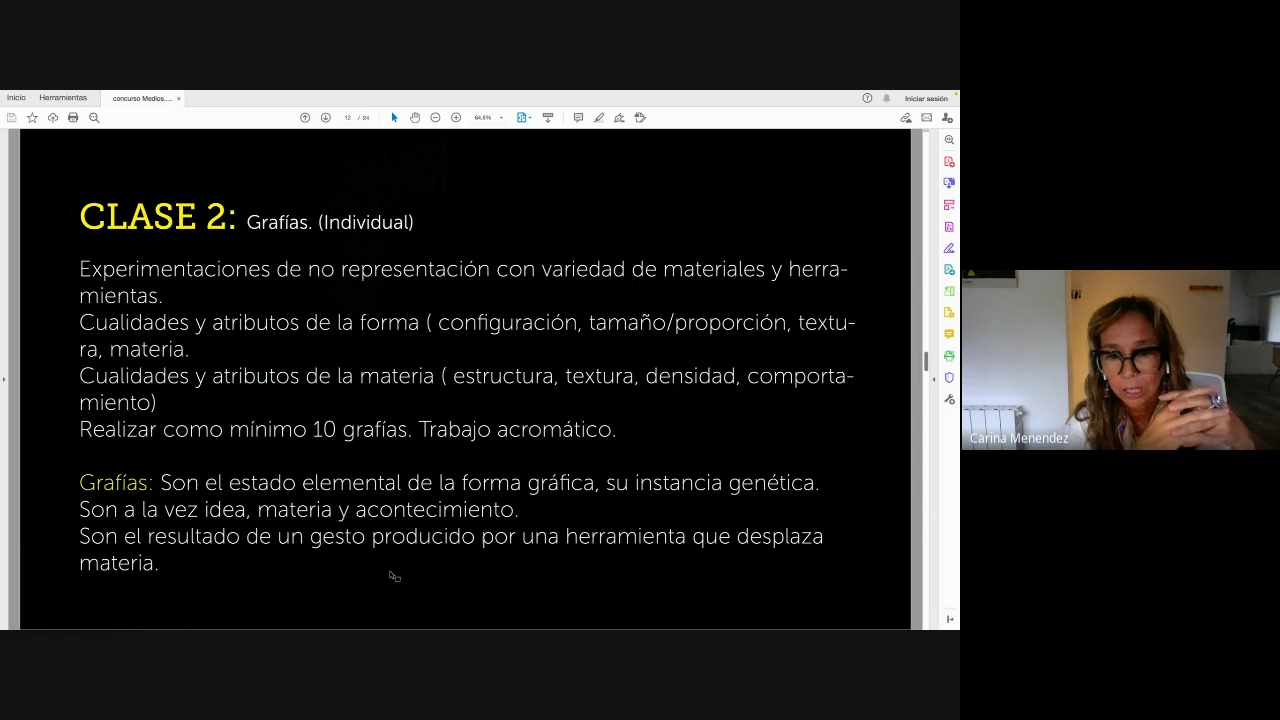 Inicio
Herramientas
concurso Medios....
Iniciar sesión
12 / 24
64,5%
CLASE 2: Grafías. (Individual)
Experimentaciones de no representación con variedad de materiales y herra-
mientas.
Cualidades y atributos de la forma ( configuración, tamaño/proporción, textu-
ra, materia.
Cualidades y atributos de la materia ( estructura, textura, densidad, comporta-
miento)
Realizar como mínimo 10 grafías. Trabajo acromático.
Grafías: Son el estado elemental de la forma gráfica, su instancia genética.
Son a la vez idea, materia y acontecimiento.
Son el resultado de un gesto producido por una herramienta que desplaza
materia.
Carina Menendez